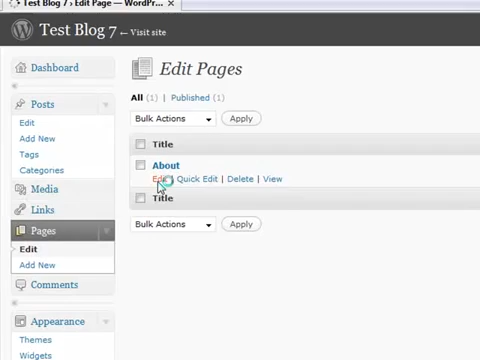 Test Blog 7 › Edit Page — WordPr...
Test Blog 7 ← Visit site
Dashboard
Posts
Edit
Add New
Tags
Categories
Media
Links
Pages
Edit
Add New
Comments
Appearance
Themes
Widgets
Edit Pages
All (1) | Published (1)
Bulk Actions Apply
Title
About
Edit | Quick Edit | Delete | View
Title
Bulk Actions Apply